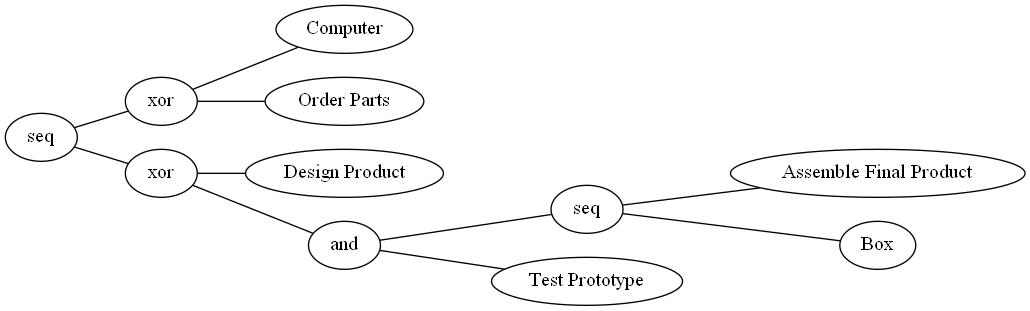 Computer
xor
Order Parts
seq
xor
Design Product
Assemble Final Product
seq
and
Box
Test Prototype